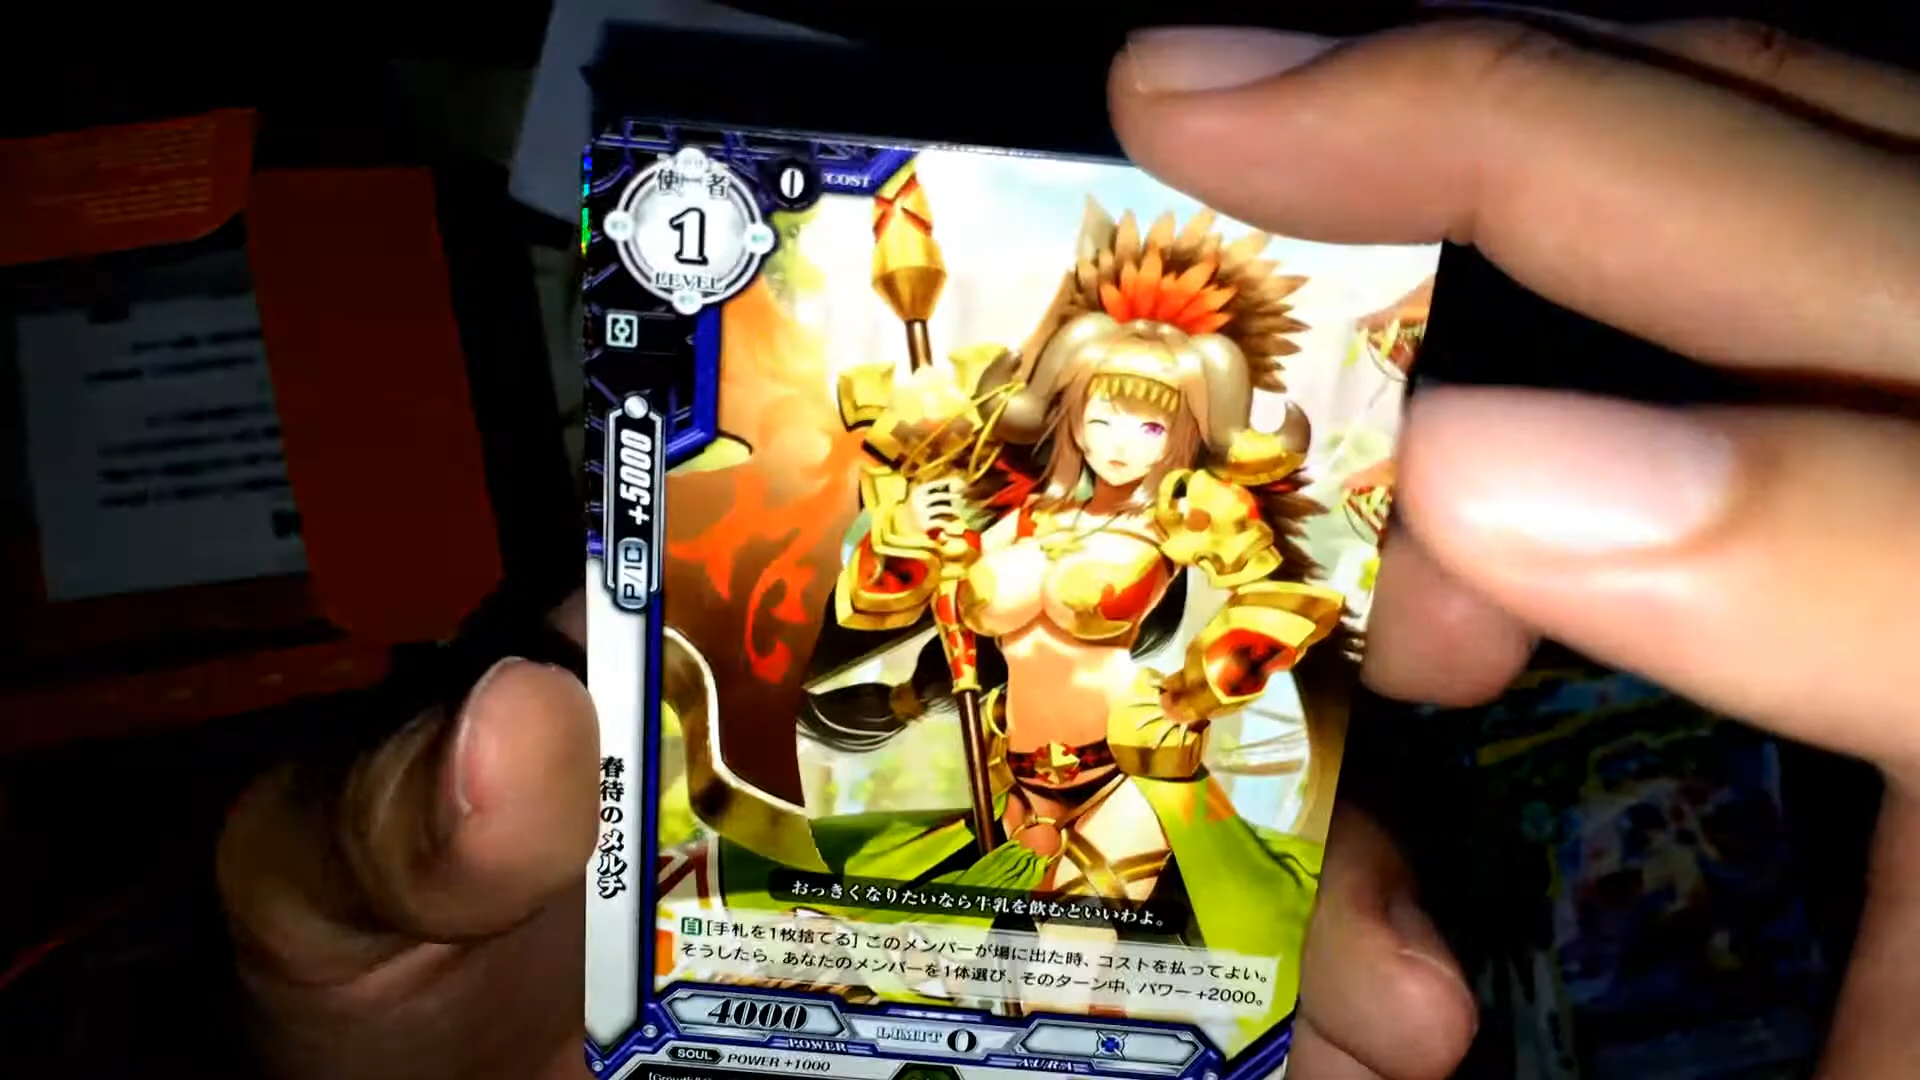 使者
0 COST
1
LEVEL
P/IC +5000
春待のメルチ
おっきくなりたいなら牛乳を飲むといいわよ。
自[手札を1枚捨てる]このメンバーが場に出た時、コストを払ってよい。
そうしたら、あなたのメンバーを1体選び、そのターン中、パワー+2000。
4000
POWER
LIMIT 0
AURA
SOUL POWER +1000